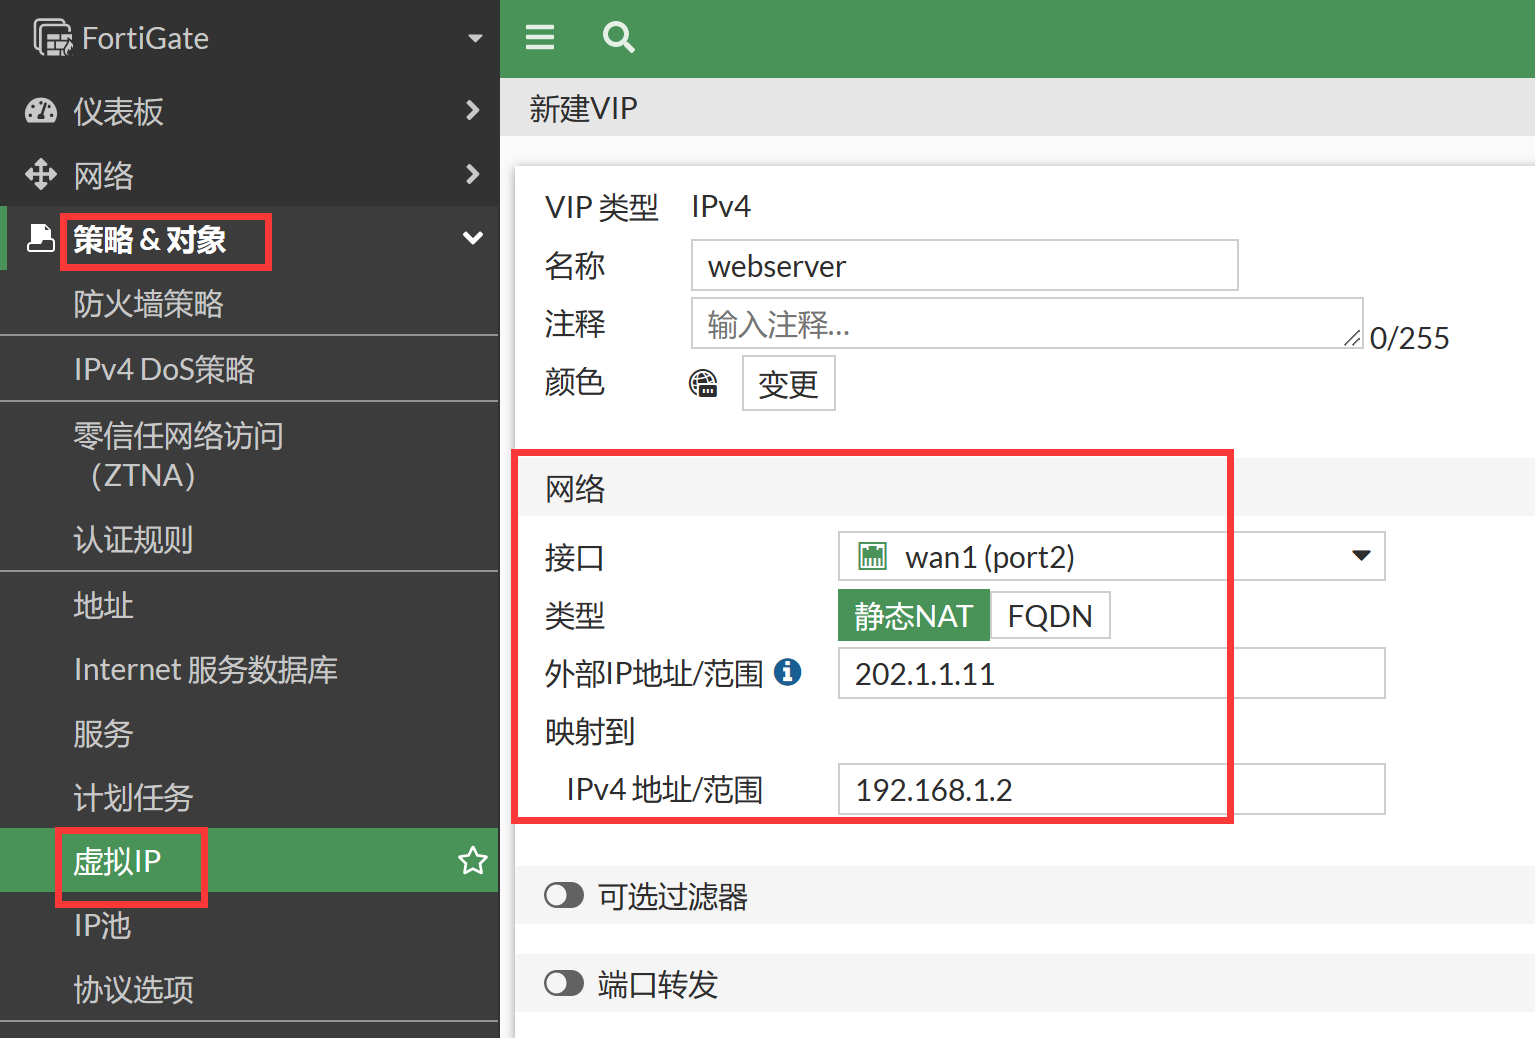 FortiGate
仪表板
网络
策略 & 对象
防火墙策略
IPv4 DoS策略
零信任网络访问
（ZTNA）
认证规则
地址
Internet 服务数据库
服务
计划任务
虚拟IP
IP池
协议选项
新建VIP
VIP 类型 IPv4
名称 webserver
注释 输入注释... 0/255
颜色 变更
网络
接口 wan1 (port2)
类型 静态NAT FQDN
外部IP地址/范围 202.1.1.11
映射到
IPv4 地址/范围 192.168.1.2
可选过滤器
端口转发